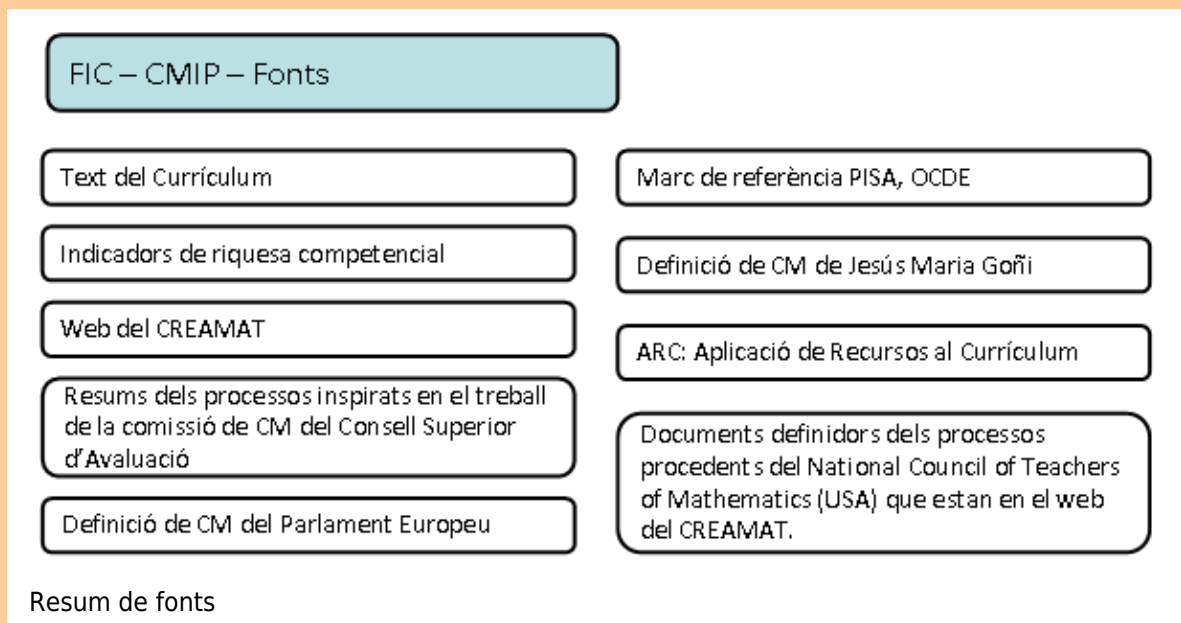 FIC – CMIP – Fonts
Text del Currículum
Indicadors de riquesa competencial
Web del CREAMAT
Resums dels processos inspirats en el treball
de la comissió de CM del Consell Superior
d'Avaluació
Definició de CM del Parlament Europeu
Marc de referència PISA, OCDE
Definició de CM de Jesús Maria Goñi
ARC: Aplicació de Recursos al Currículum
Documents definidors dels processos
procedents del National Council of Teachers
of Mathematics (USA) que estan en el web
del CREAMAT.
Resum de fonts